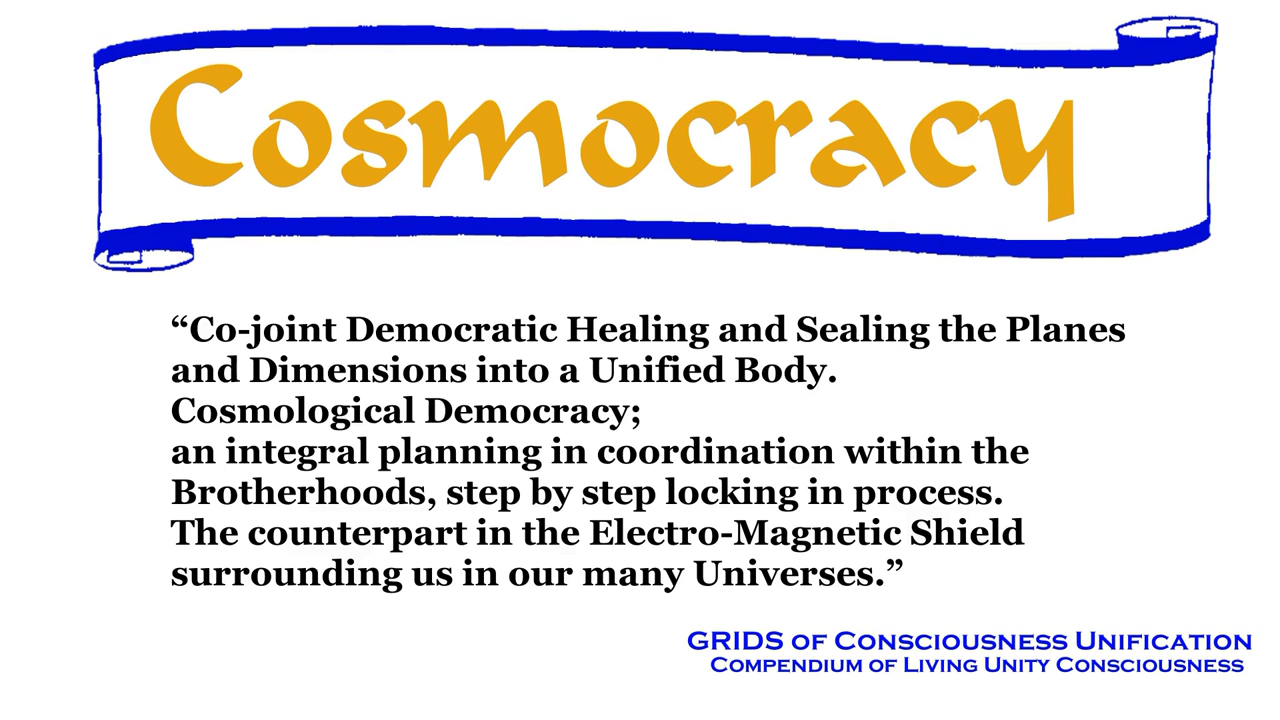 Cosmocracy
“Co-joint Democratic Healing and Sealing the Planes
and Dimensions into a Unified Body.
Cosmological Democracy;
an integral planning in coordination within the
Brotherhoods, step by step locking in process.
The counterpart in the Electro-Magnetic Shield
surrounding us in our many Universes.”
GRIDS of Consciousness Unification
Compendium of Living Unity Consciousness